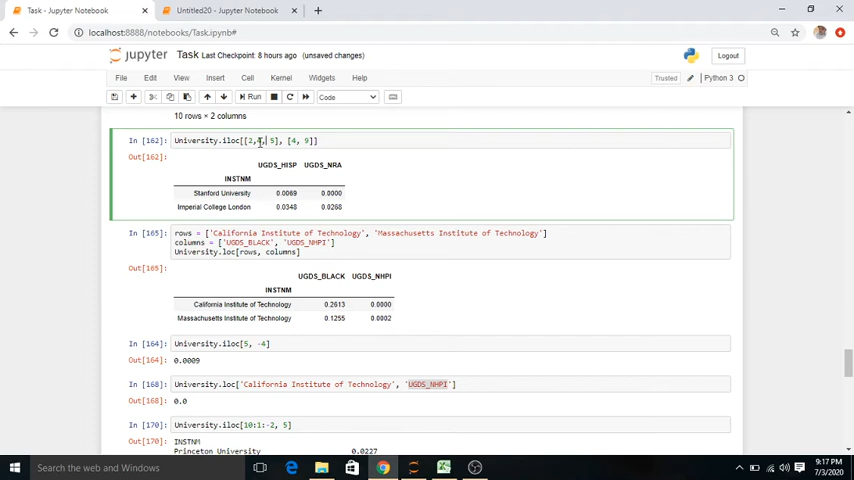 Task - Jupyter Notebook
Untitled20 - Jupyter Notebook
localhost:8888/notebooks/Task.ipynb#
jupyter Task Last Checkpoint: 8 hours ago (unsaved changes)
Logout
File Edit View Insert Cell Kernel Widgets Help
Trusted Python 3
Run Code
10 rows × 2 columns
In [162] University.iloc[[2,4, 5], [4, 9]]
Out[162]:
UGDS_HISP UGDS_NRA
INSTNM
Stanford University 0.0069 0.0000
Imperial College London 0.0348 0.0268
In [165] rows = ['California Institute of Technology', 'Massachusetts Institute of Technology']
columns = ['UGDS_BLACK', 'UGDS_NHPI']
University.loc[rows, columns]
Out[165]:
UGDS_BLACK UGDS_NHPI
INSTNM
California Institute of Technology 0.2613 0.0000
Massachusetts Institute of Technology 0.1255 0.0002
In [164] University.iloc[5, -4]
Out[164]: 0.0009
In [168] University.loc['California Institute of Technology', 'UGDS_NHPI']
Out[168]: 0.0
In [170] University.iloc[10:1:-2, 5]
Out[170]: INSTNM
Princeton University 0.0227
Search the web and Windows
9:17 PM
7/3/2020